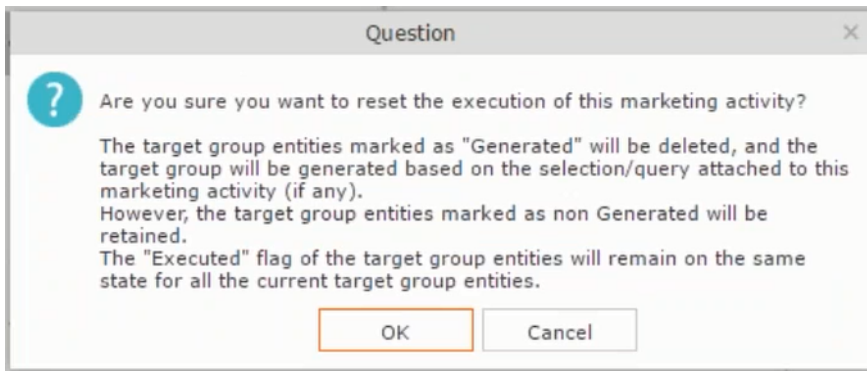 Question
Are you sure you want to reset the execution of this marketing activity?
The target group entities marked as "Generated" will be deleted, and the
target group will be generated based on the selection/query attached to this
marketing activity (if any).
However, the target group entities marked as non Generated will be
retained.
The "Executed" flag of the target group entities will remain on the same
state for all the current target group entities.
OK
Cancel